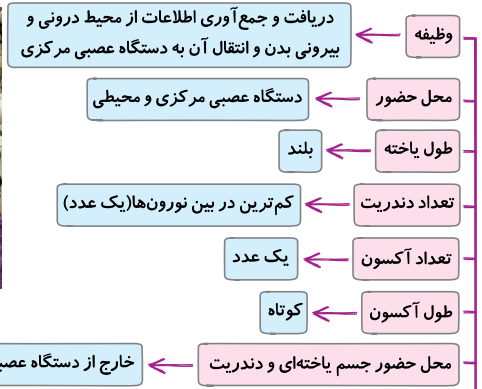 وظیفه
دریافت و جمع‌آوری اطلاعات از محیط درونی و
بیرونی بدن و انتقال آن به دستگاه عصبی مرکزی
محل حضور
دستگاه عصبی مرکزی و محیطی
طول یاخته
بلند
تعداد دندریت
کم‌ترین در بین نورون‌ها(یک عدد)
تعداد آکسون
یک عدد
طول آکسون
کوتاه
محل حضور جسم یاخته‌ای و دندریت
خارج از دستگاه